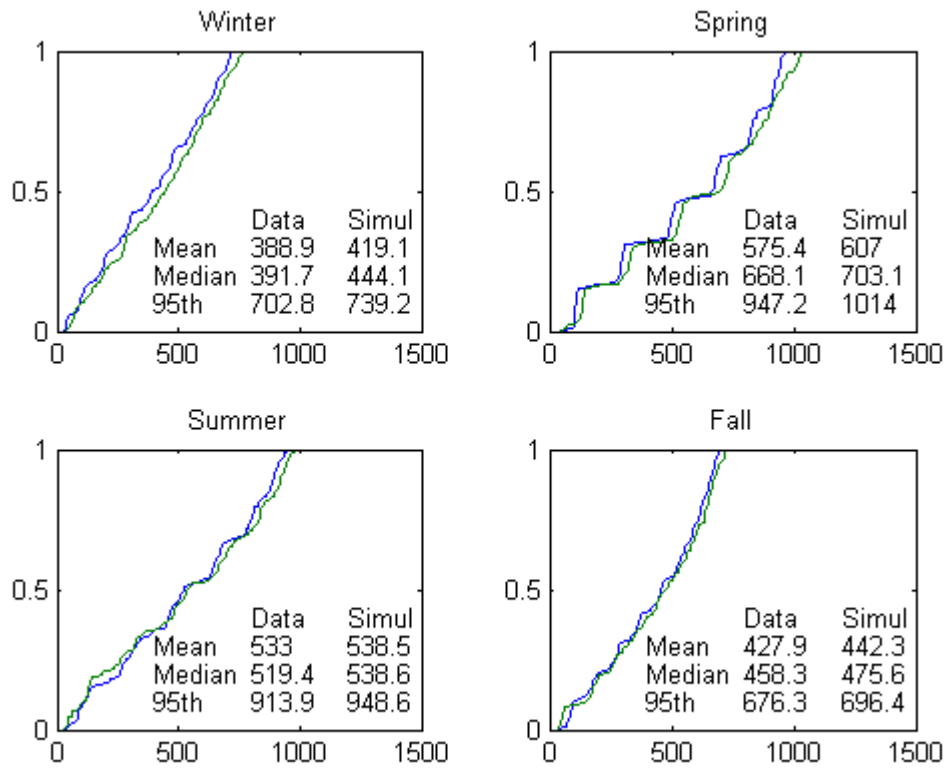 Winter
1
0.5
0
0 500 1000 1500
Data Simul
Mean 388.9 419.1
Median 391.7 444.1
95th 702.8 739.2
Spring
1
0.5
0
0 500 1000 1500
Data Simul
Mean 575.4 607
Median 668.1 703.1
95th 947.2 1014
Summer
1
0.5
0
0 500 1000 1500
Data Simul
Mean 533 538.5
Median 519.4 538.6
95th 913.9 948.6
Fall
1
0.5
0
0 500 1000 1500
Data Simul
Mean 427.9 442.3
Median 458.3 475.6
95th 676.3 696.4